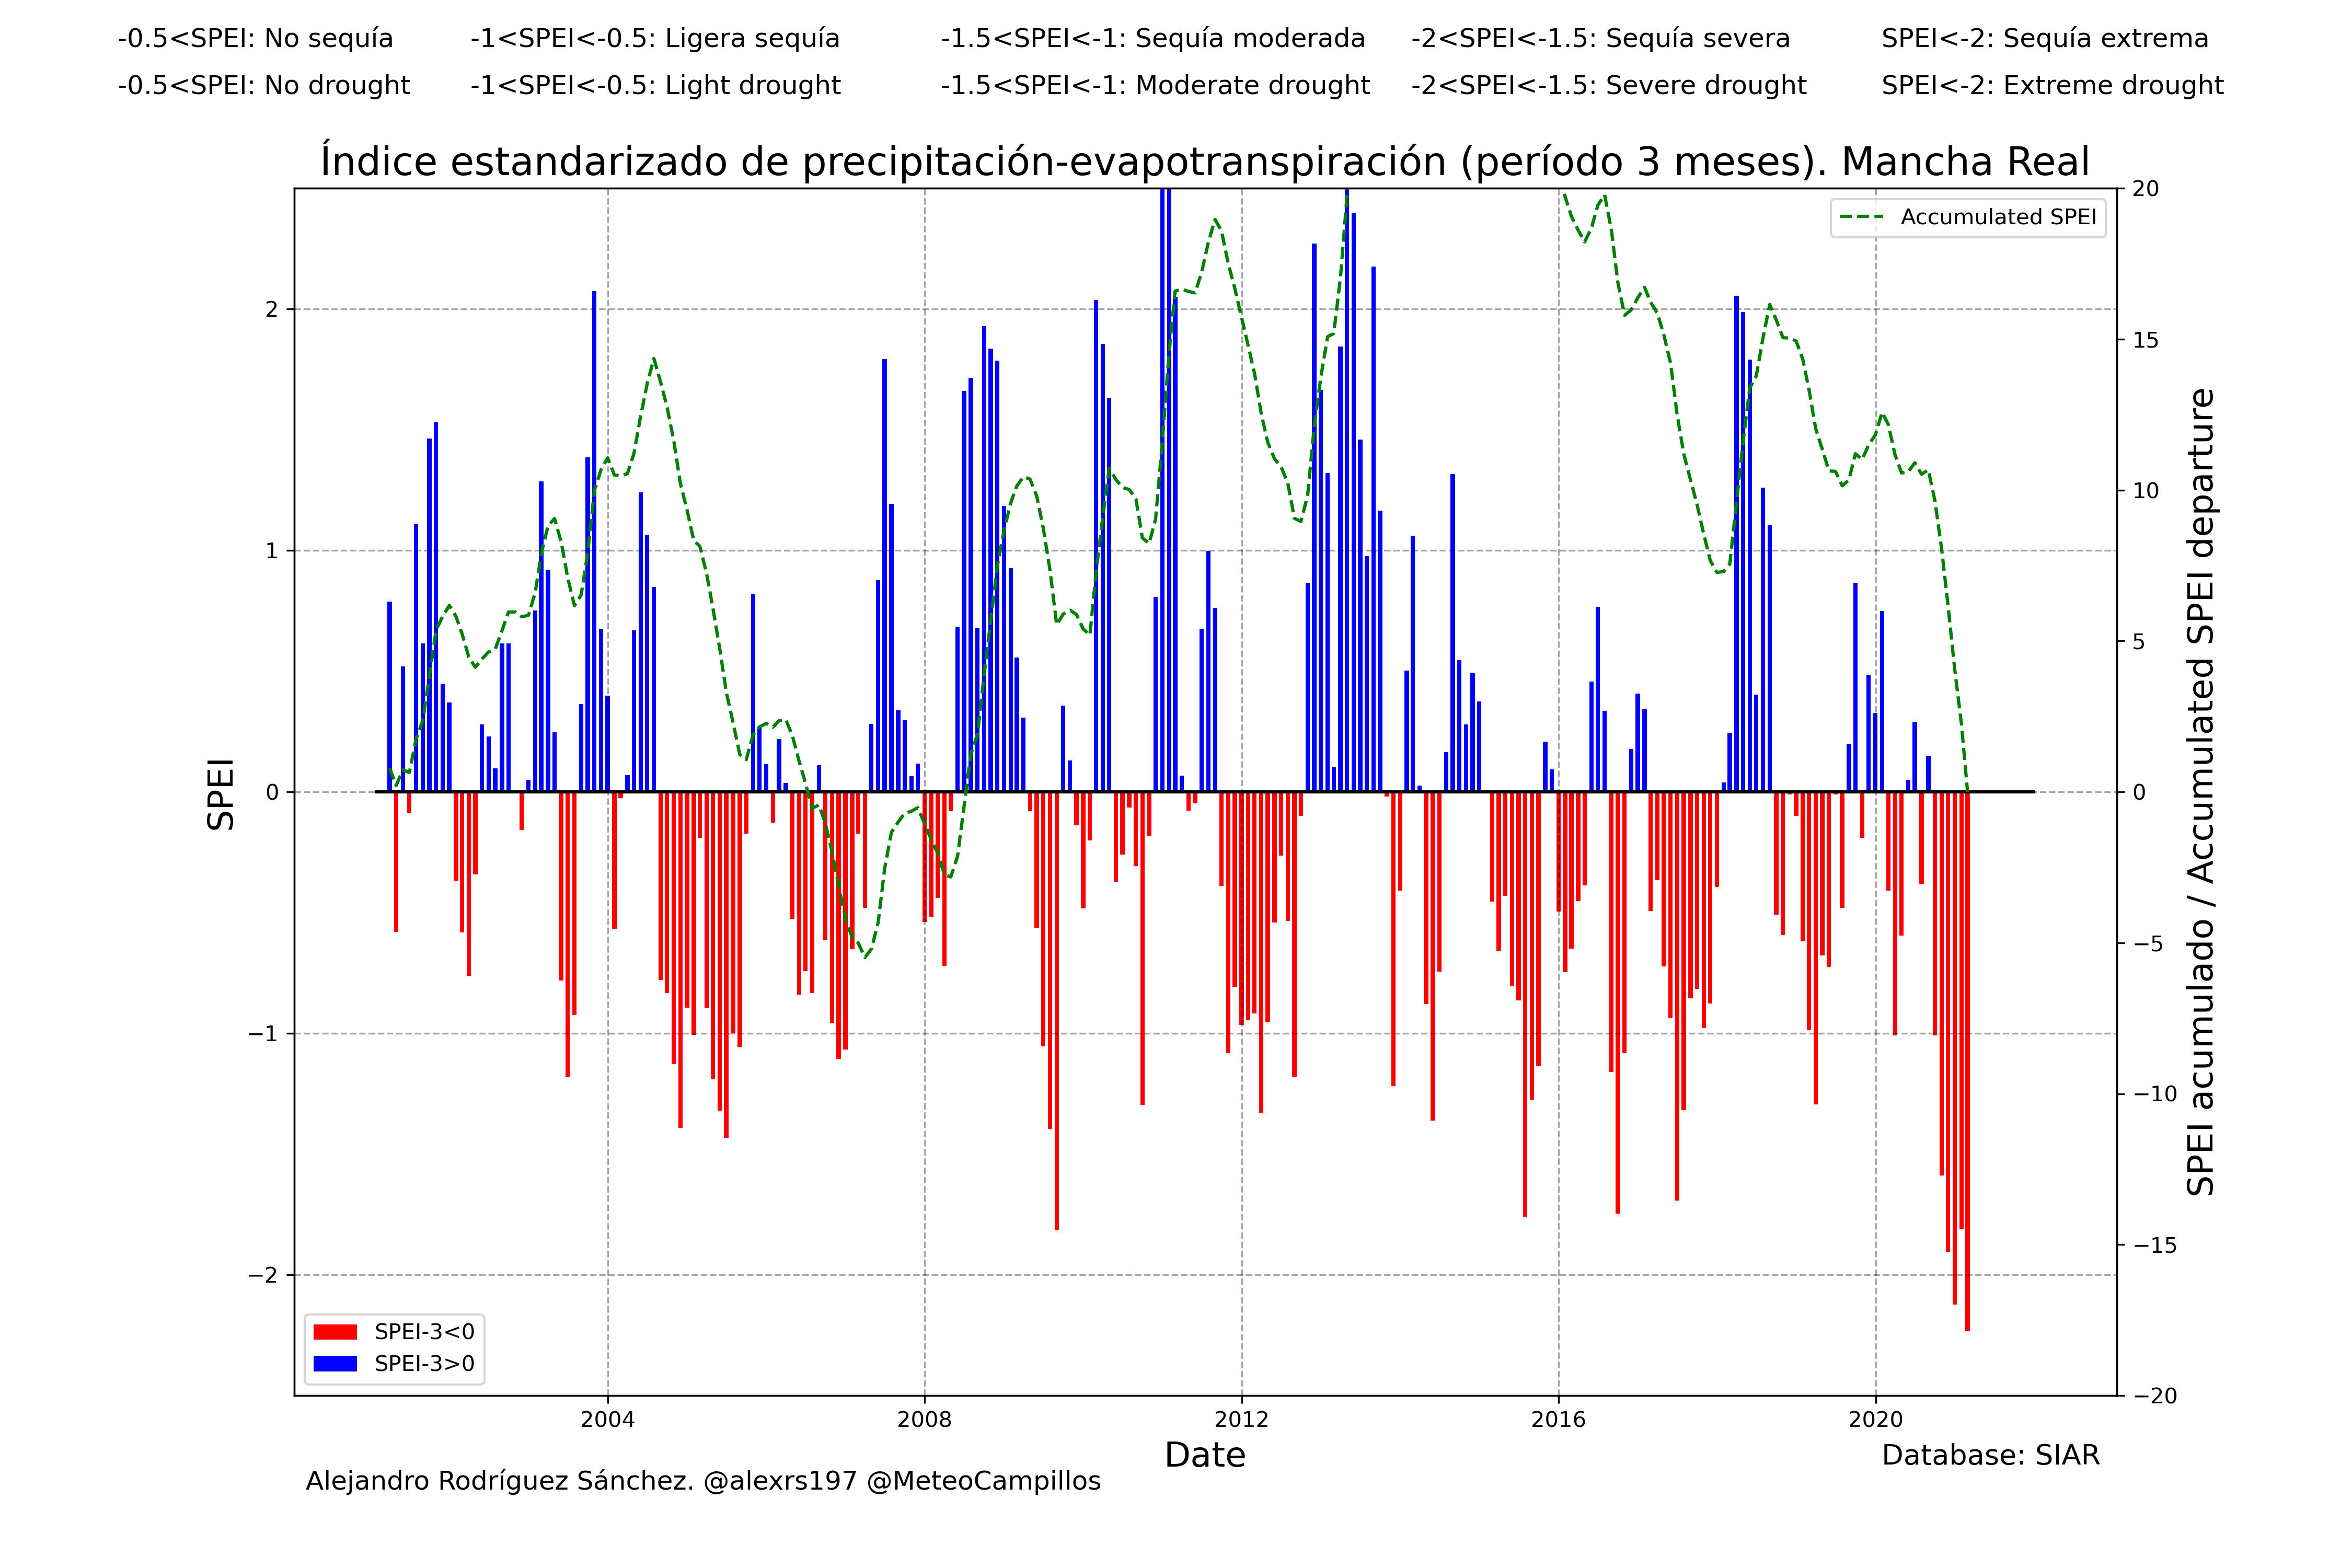 -0.5<SPEI: No sequía -1<SPEI<-0.5: Ligera sequía -1.5<SPEI<-1: Sequía moderada -2<SPEI<-1.5: Sequía severa SPEI<-2: Sequía extrema
-0.5<SPEI: No drought -1<SPEI<-0.5: Light drought -1.5<SPEI<-1: Moderate drought -2<SPEI<-1.5: Severe drought SPEI<-2: Extreme drought
Índice estandarizado de precipitación-evapotranspiración (período 3 meses). Mancha Real
Accumulated SPEI
SPEI
2
1
0
−1
−2
20
15
10
5
0
−5
−10
−15
−20
SPEI acumulado / Accumulated SPEI departure
SPEI-3<0
SPEI-3>0
2004 2008 2012 2016 2020
Date
Database: SIAR
Alejandro Rodríguez Sánchez. @alexrs197 @MeteoCampillos